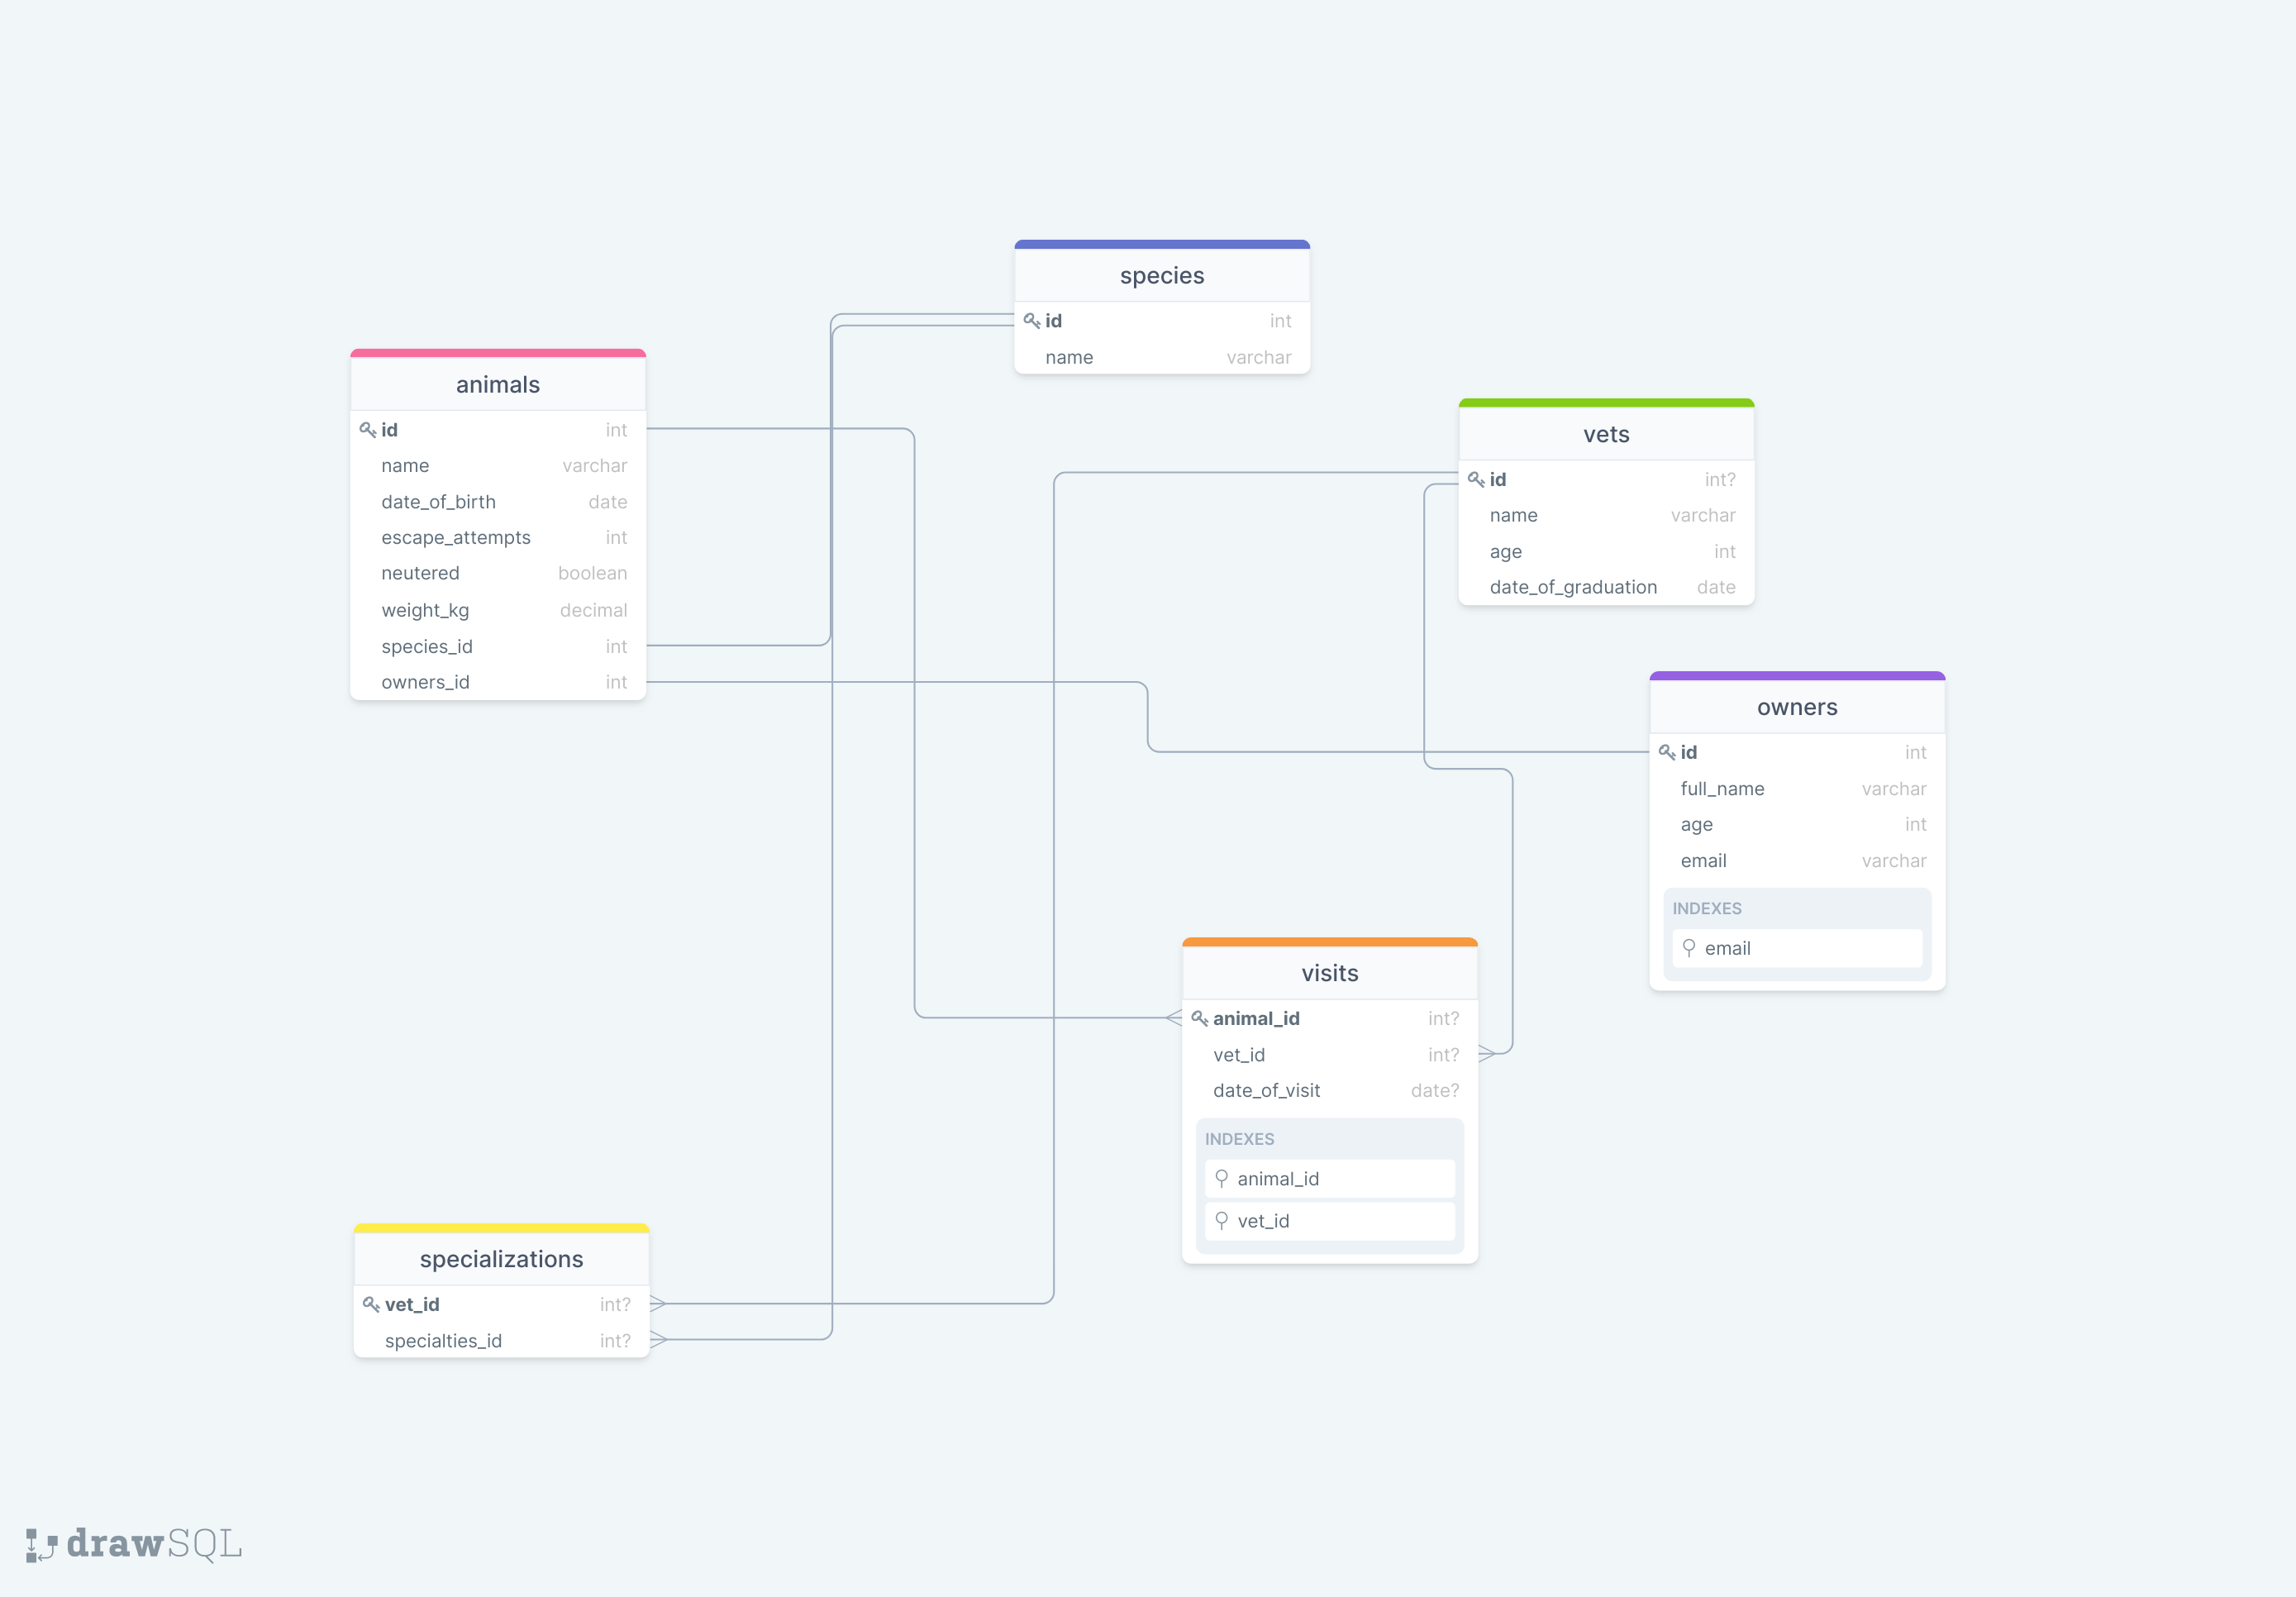 species
id int
name varchar
animals
id int
name varchar
date_of_birth date
escape_attempts int
neutered boolean
weight_kg decimal
species_id int
owners_id int
vets
id int?
name varchar
age int
date_of_graduation date
owners
id int
full_name varchar
age int
email varchar
INDEXES
email
visits
animal_id int?
vet_id int?
date_of_visit date?
INDEXES
animal_id
vet_id
specializations
vet_id int?
specialties_id int?
drawSQL